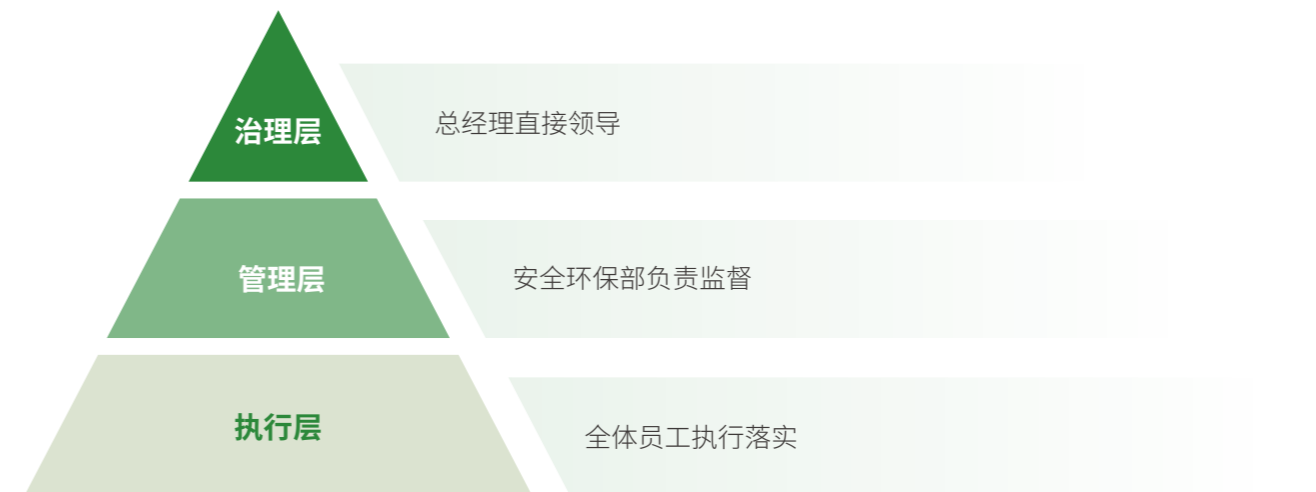 治理层
总经理直接领导
管理层
安全环保部负责监督
执行层
全体员工执行落实